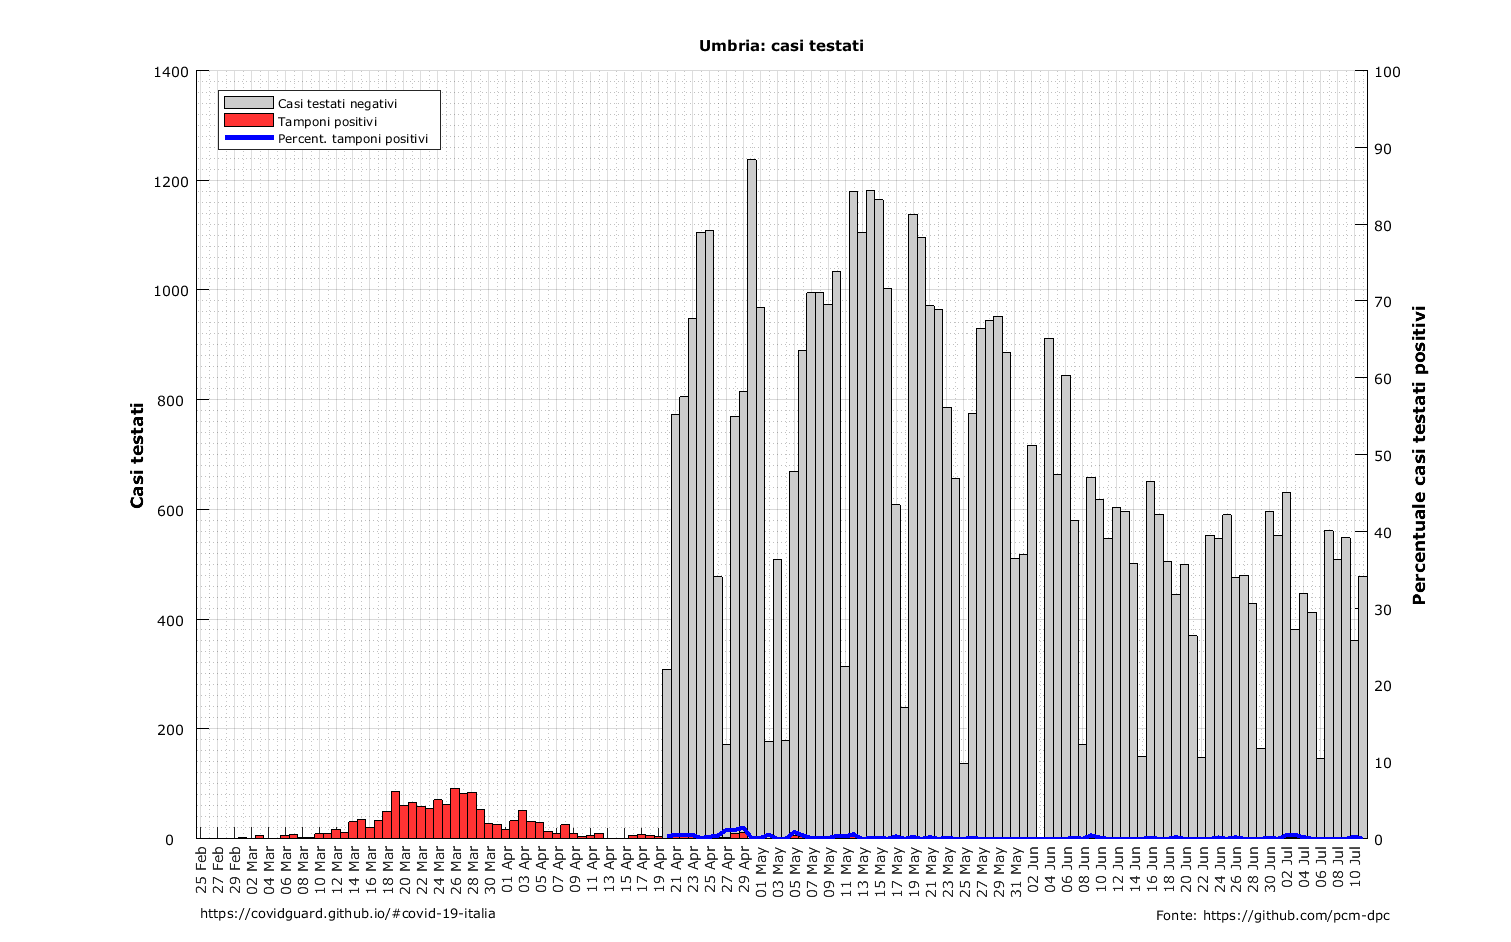 Umbria: casi testati
Casi testati negativi
Tamponi positivi
Percent. tamponi positivi
Casi testati
1400
1200
1000
800
600
400
200
0
Percentuale casi testati positivi
100
90
80
70
60
50
40
30
20
10
0
25 Feb
27 Feb
29 Feb
02 Mar
04 Mar
06 Mar
08 Mar
10 Mar
12 Mar
14 Mar
16 Mar
18 Mar
20 Mar
22 Mar
24 Mar
26 Mar
28 Mar
30 Mar
01 Apr
03 Apr
05 Apr
07 Apr
09 Apr
11 Apr
13 Apr
15 Apr
17 Apr
19 Apr
21 Apr
23 Apr
25 Apr
27 Apr
29 Apr
01 May
03 May
05 May
07 May
09 May
11 May
13 May
15 May
17 May
19 May
21 May
23 May
25 May
27 May
29 May
31 May
02 Jun
04 Jun
06 Jun
08 Jun
10 Jun
12 Jun
14 Jun
16 Jun
18 Jun
20 Jun
22 Jun
24 Jun
26 Jun
28 Jun
30 Jun
02 Jul
04 Jul
06 Jul
08 Jul
10 Jul
https://covidguard.github.io/#covid-19-italia
Fonte: https://github.com/pcm-dpc